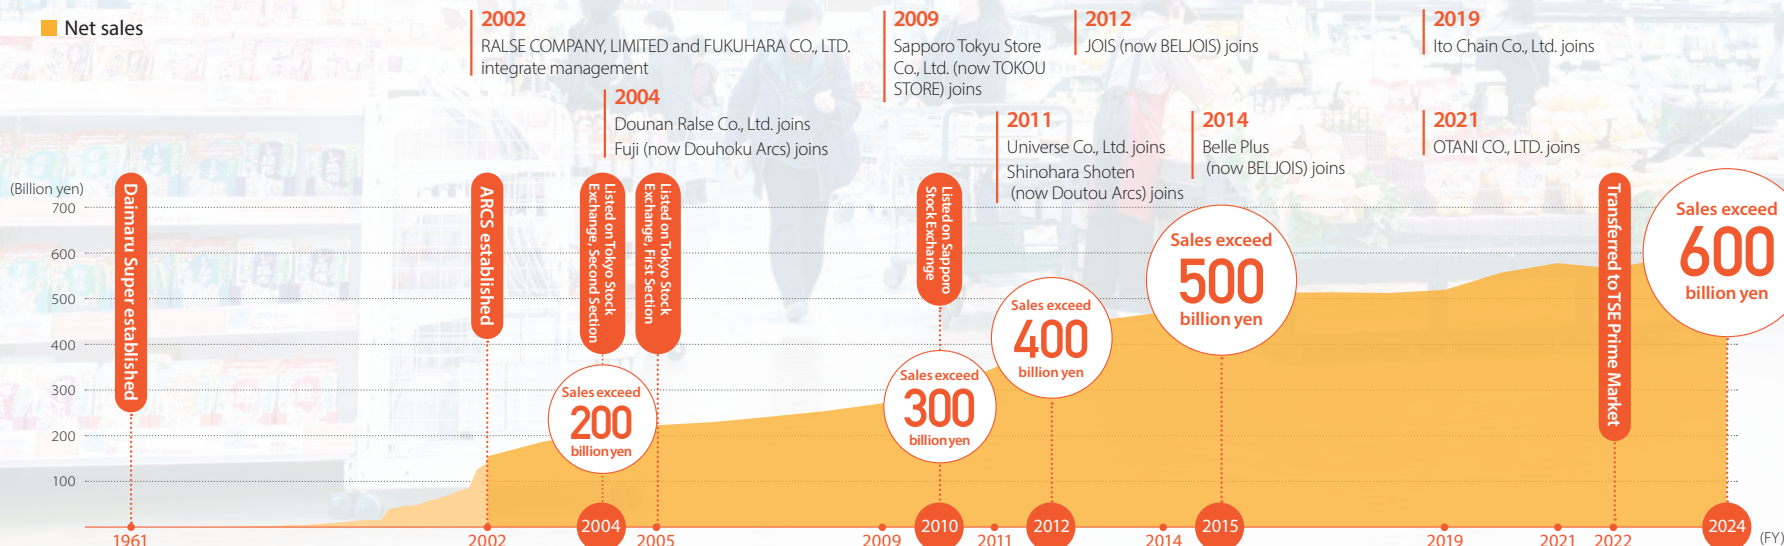 Net sales
2002
RALSE COMPANY, LIMITED and FUKUHARA CO., LTD.
integrate management
2004
Dounan Ralse Co., Ltd. joins
Fuji (now Douhoku Arcs) joins
2009
Sapporo Tokyu Store
Co., Ltd. (now TOKOU
STORE) joins
2011
Universe Co., Ltd. joins
Shinohara Shoten
(now Doutou Arcs) joins
2012
JOIS (now BELJOIS) joins
2014
Belle Plus
(now BELJOIS) joins
2019
Ito Chain Co., Ltd. joins
2021
OTANI CO., LTD. joins
(Billion yen)
700
600
500
400
300
200
100
Daimaru Super established
ARCS established
Listed on Tokyo Stock
Exchange, Second Section
Listed on Tokyo Stock
Exchange, First Section
Listed on Sapporo
Stock Exchange
Transferred to TSE Prime Market
Sales exceed
200
billion yen
Sales exceed
300
billion yen
Sales exceed
400
billion yen
Sales exceed
500
billion yen
Sales exceed
600
billion yen
1961
2002
2004
2005
2009
2010
2011
2012
2014
2015
2019
2021
2022
2024
(FY)